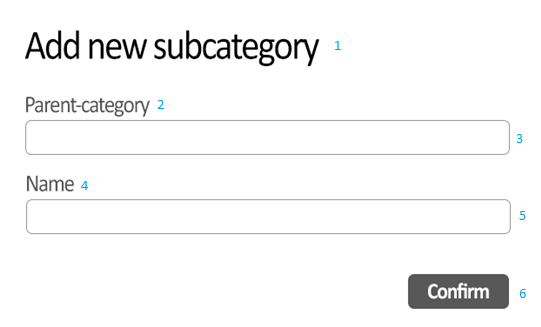 Add new subcategory 1
Parent-category 2
3
Name 4
5
Confirm 6